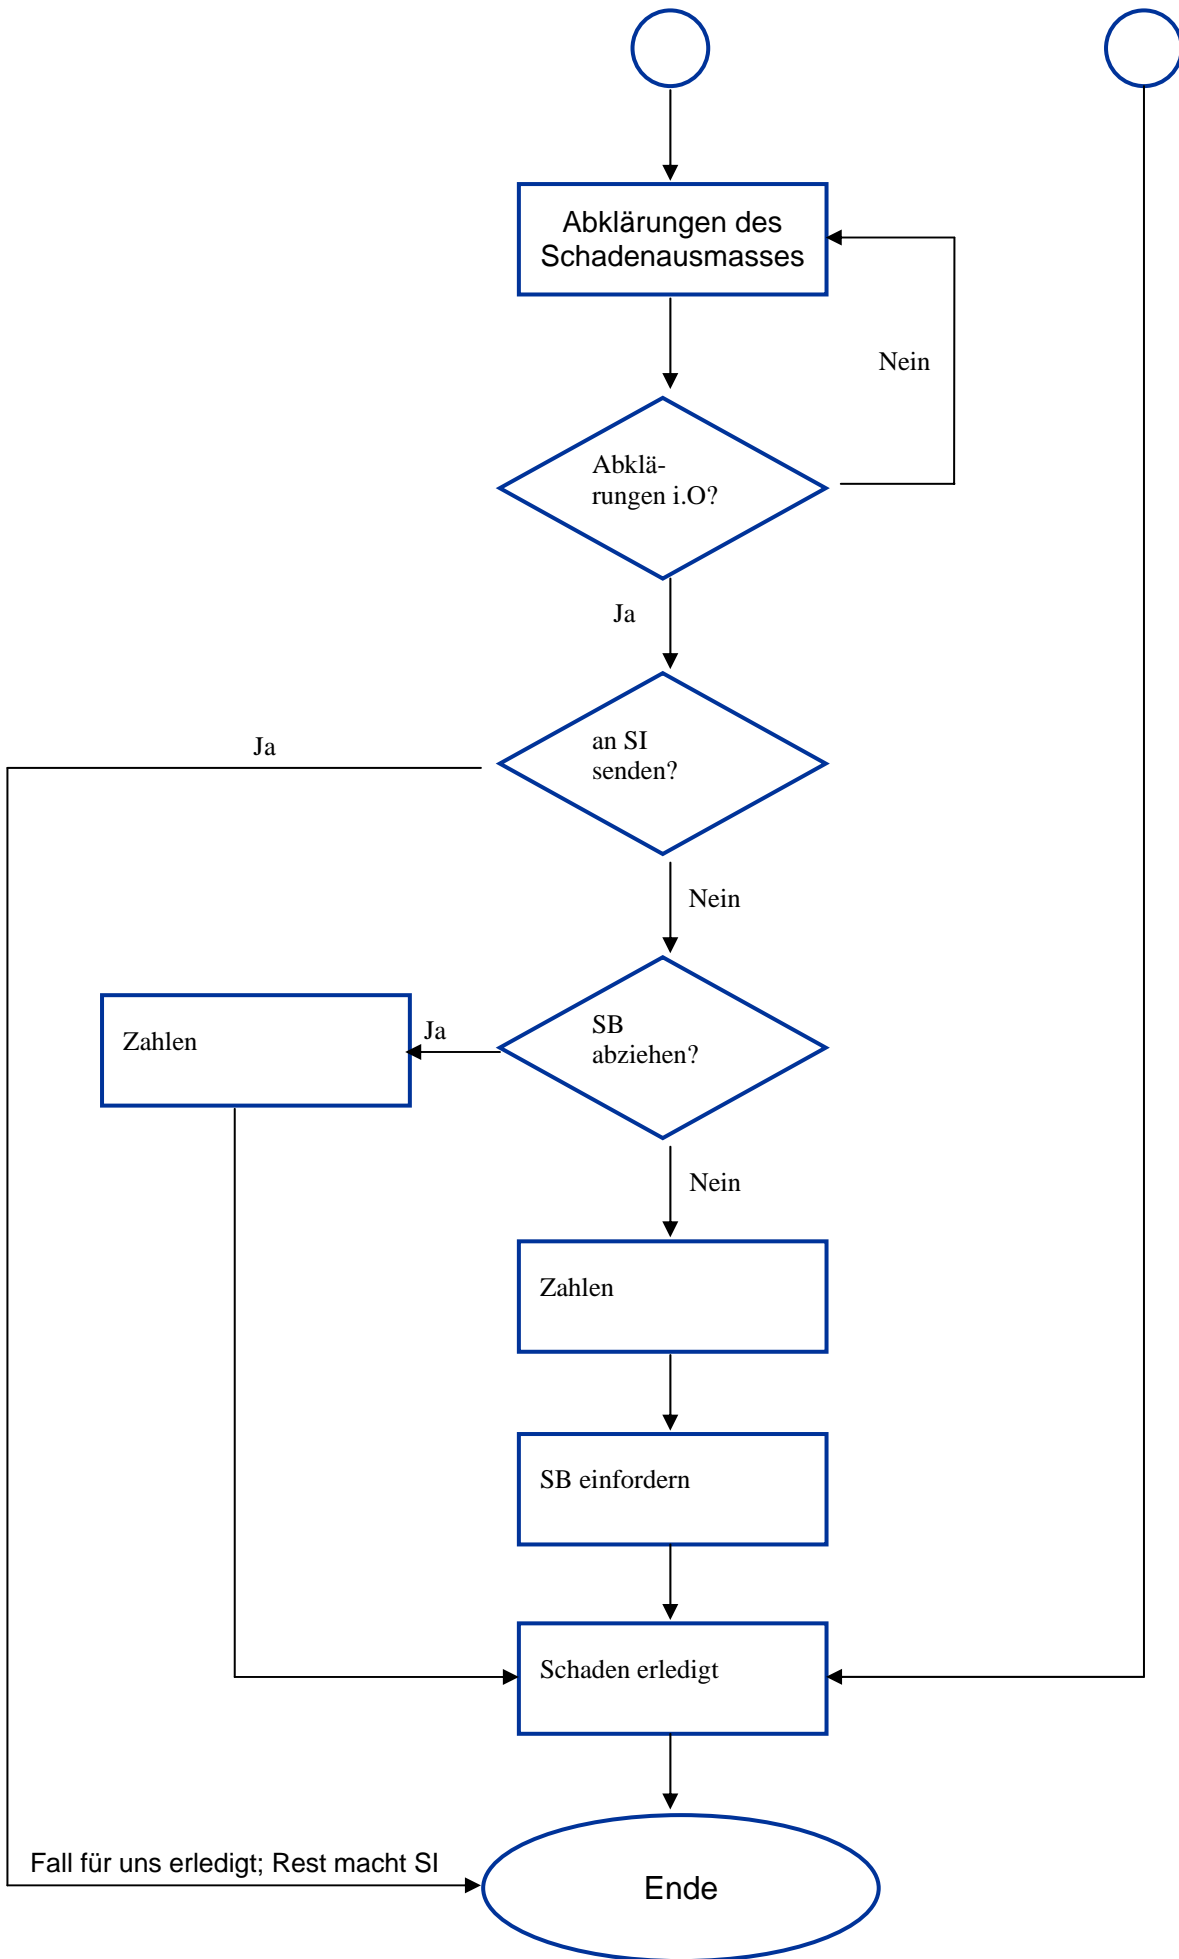 Abklärungen des
Schadenausmasses
Nein
Abklä-
rungen i.O?
Ja
an SI
senden?
Ja
Nein
SB
abziehen?
Ja
Zahlen
Nein
Zahlen
SB einfordern
Schaden erledigt
Fall für uns erledigt; Rest macht SI
Ende